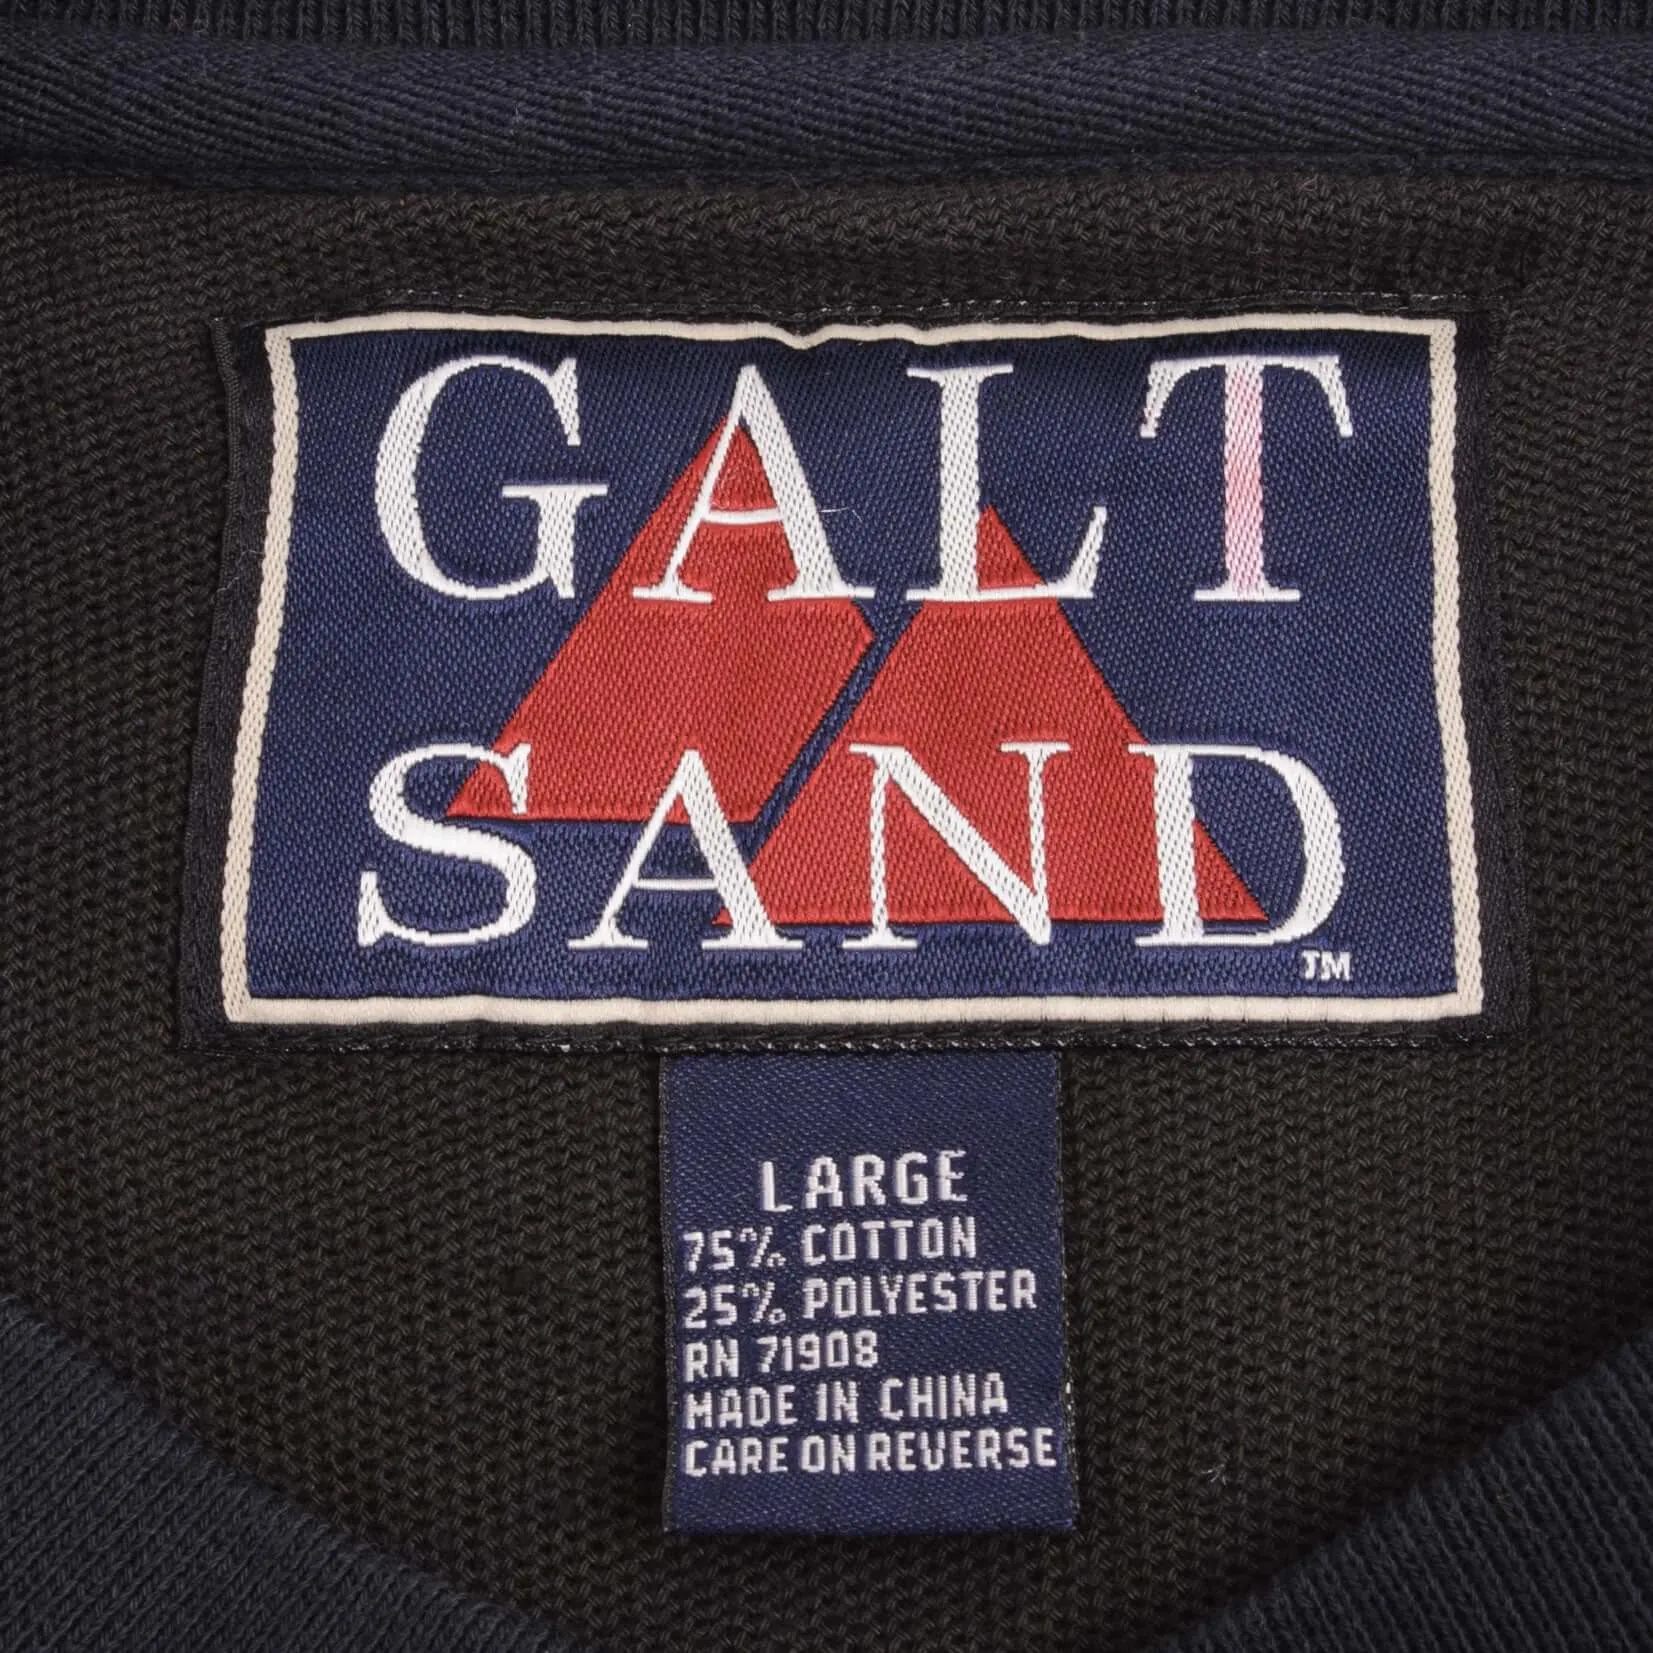 GALT
SAND
TM
LARGE
75% COTTON
25% POLYESTER
RN 71908
MADE IN CHINA
CARE ON REVERSE